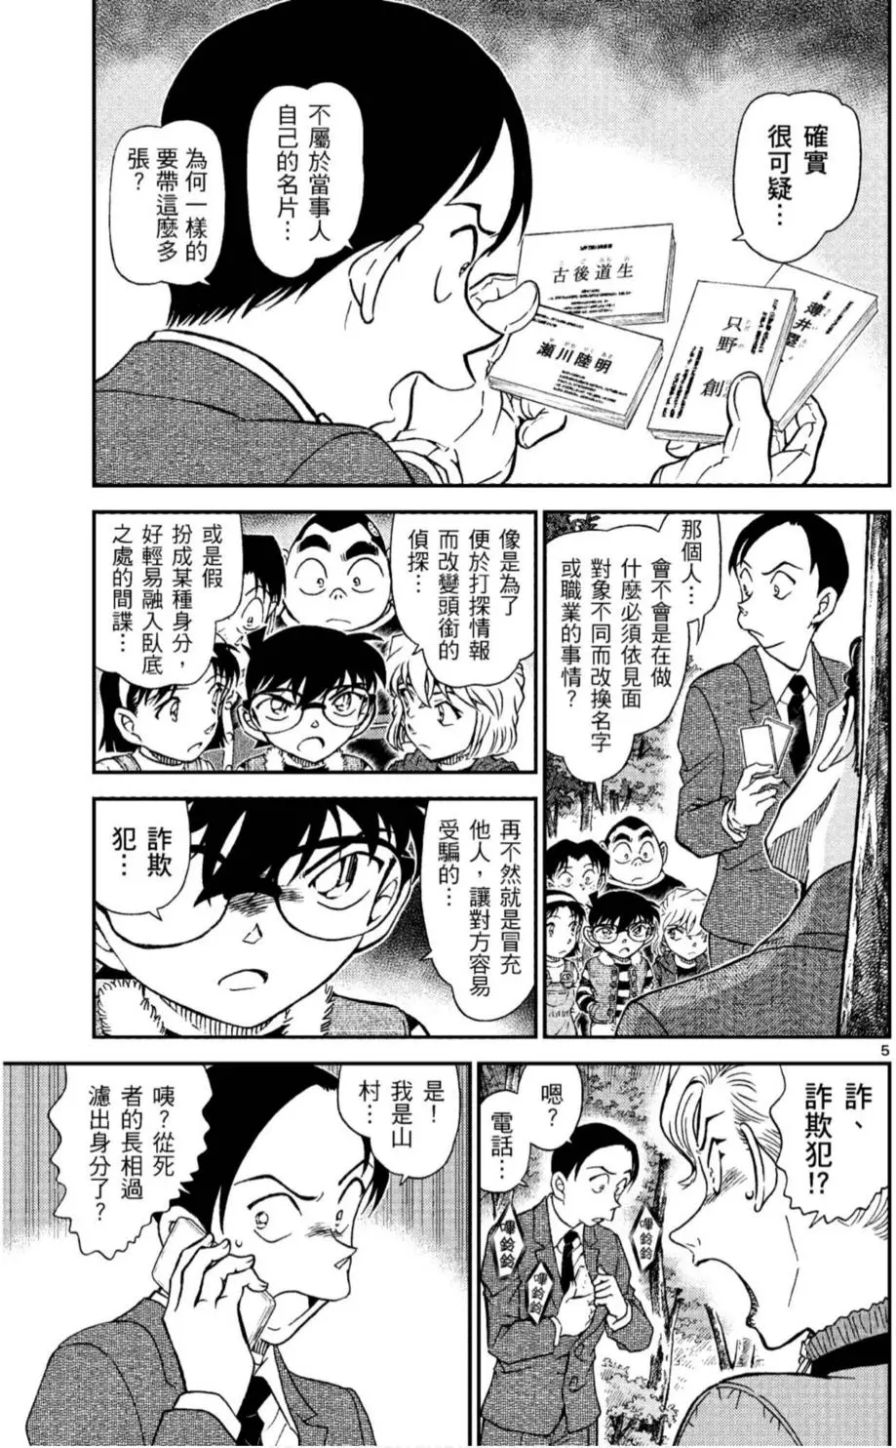 確實
很可疑…
不屬於當事人
自己的名片…
為何一樣的
要帶這麼多
張？
古後道生
瀨川陸明
只野 創
薄井
那個人…
會不會是在做
什麼必須依見面
對象不同而改換名字
或職業的事情？
像是為了
便於打探情報
而改變頭銜的
偵探…
或是假
扮成某種身分，
好輕易融入臥底
之處的間諜…
再不然就是冒充
他人，讓對方容易
受騙的…
詐欺
犯…
5
詐、
詐欺犯!?
嗯？
電話…
嗶鈴鈴
嗶鈴鈴
是！
我是山
村…
咦？從死
者的長相過
濾出身分了？